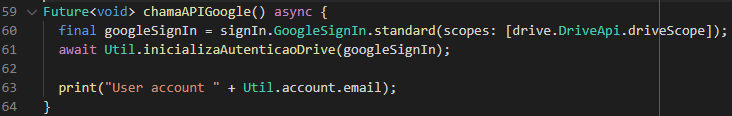 59 Future<void> chamaAPIGoogle() async {
60 final googleSignIn = signIn.GoogleSignIn.standard(scopes: [drive.DriveApi.driveScope]);
61 await Util.inicializaAutenticaoDrive(googleSignIn);
62
63 print("User account " + Util.account.email);
64 }